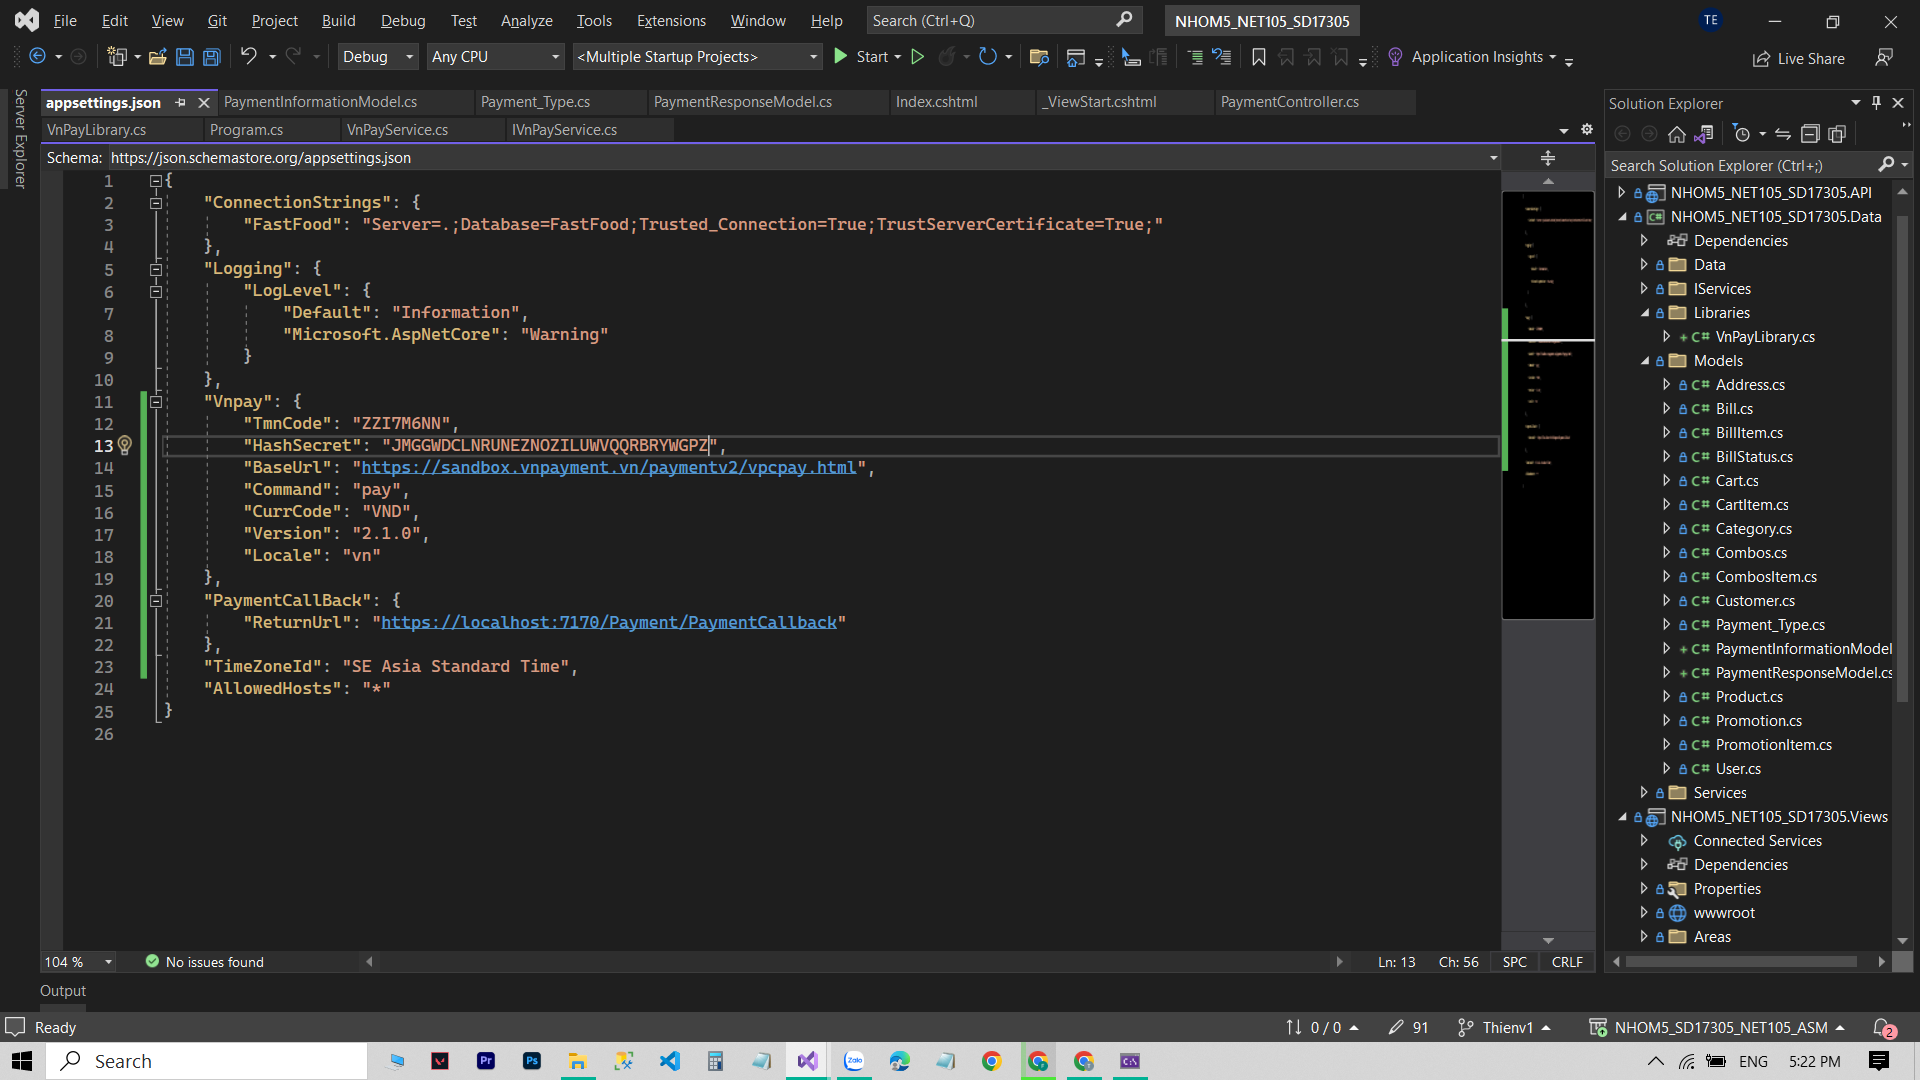 File Edit View Git Project Build Debug Test Analyze Tools Extensions Window Help Search (Ctrl+Q) NHOM5_NET105_SD17305 TE
Debug Any CPU <Multiple Startup Projects> Start Application Insights Live Share
Server Explorer
appsettings.json PaymentInformationModel.cs Payment_Type.cs PaymentResponseModel.cs Index.cshtml _ViewStart.cshtml PaymentController.cs
VnPayLibrary.cs Program.cs VnPayService.cs IVnPayService.cs
Schema: https://json.schemastore.org/appsettings.json
1 {
2 "ConnectionStrings": {
3 "FastFood": "Server=.;Database=FastFood;Trusted_Connection=True;TrustServerCertificate=True;"
4 },
5 "Logging": {
6 "LogLevel": {
7 "Default": "Information",
8 "Microsoft.AspNetCore": "Warning"
9 }
10 },
11 "Vnpay": {
12 "TmnCode": "ZZI7M6NN",
13 "HashSecret": "JMGGWDCLNRUNEZNOZILUWVQQRBRYWGPZ",
14 "BaseUrl": "https://sandbox.vnpayment.vn/paymentv2/vpcpay.html",
15 "Command": "pay",
16 "CurrCode": "VND",
17 "Version": "2.1.0",
18 "Locale": "vn"
19 },
20 "PaymentCallBack": {
21 "ReturnUrl": "https://localhost:7170/Payment/PaymentCallback"
22 },
23 "TimeZoneId": "SE Asia Standard Time",
24 "AllowedHosts": "*"
25 }
26
104 % No issues found Ln: 13 Ch: 56 SPC CRLF
Output
Solution Explorer
Search Solution Explorer (Ctrl+;)
NHOM5_NET105_SD17305.API
NHOM5_NET105_SD17305.Data
Dependencies
Data
IServices
Libraries
VnPayLibrary.cs
Models
Address.cs
Bill.cs
BillItem.cs
BillStatus.cs
Cart.cs
CartItem.cs
Category.cs
Combos.cs
CombosItem.cs
Customer.cs
Payment_Type.cs
PaymentInformationModel
PaymentResponseModel.cs
Product.cs
Promotion.cs
PromotionItem.cs
User.cs
Services
NHOM5_NET105_SD17305.Views
Connected Services
Dependencies
Properties
wwwroot
Areas
Ready 0 / 0 91 Thienv1 NHOM5_SD17305_NET105_ASM 2
Search Pr Ps Zalo ENG 5:22 PM